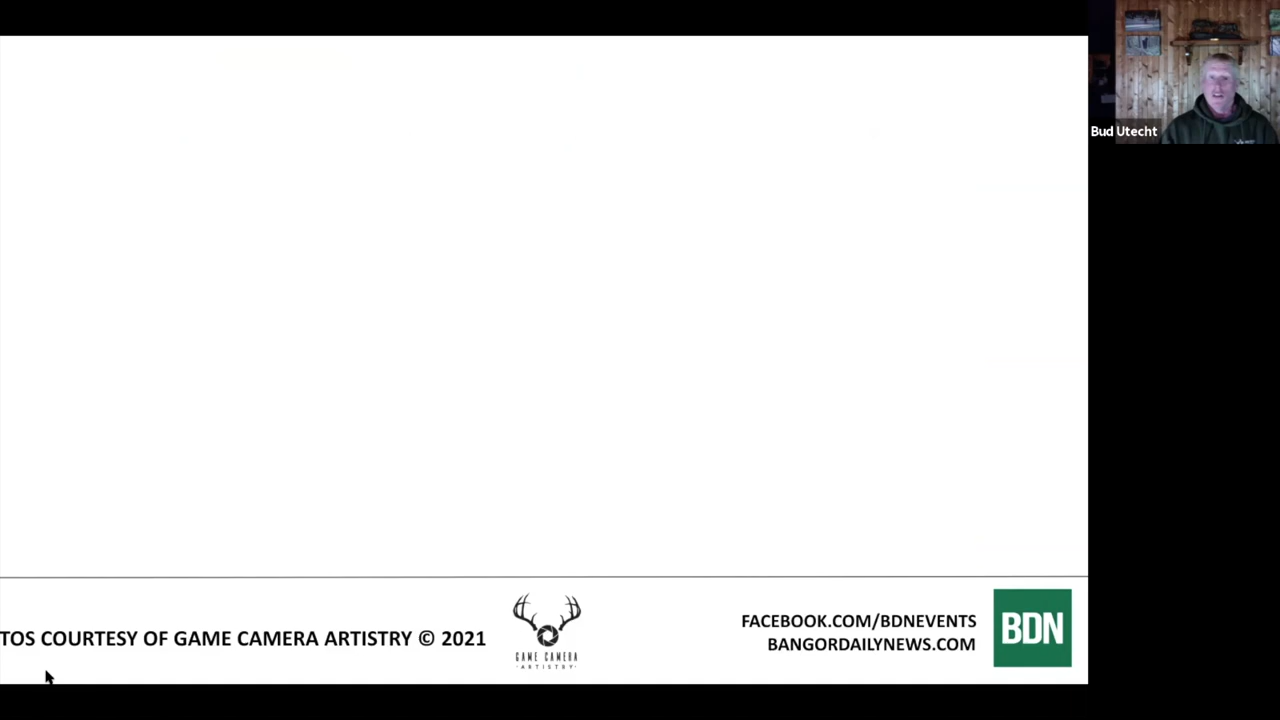 Bud Utecht
TOS COURTESY OF GAME CAMERA ARTISTRY © 2021
GAME CAMERA
ARTISTRY
FACEBOOK.COM/BDNEVENTS
BANGORDAILYNEWS.COM
BDN